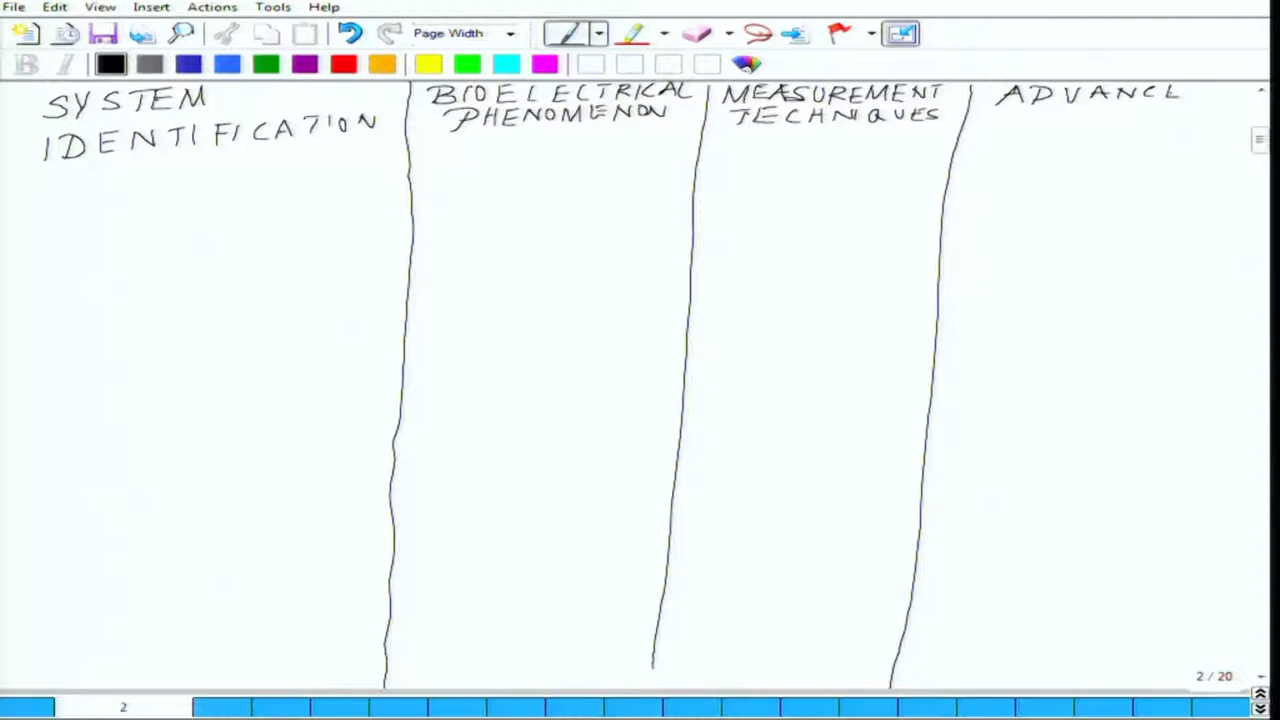 File Edit View Insert Actions Tools Help
Page Width
B I
SYSTEM
IDENTIFICATION
BIOELECTRICAL
PHENOMENON
MEASUREMENT
TECHNIQUES
ADVANCE
2 / 20
2